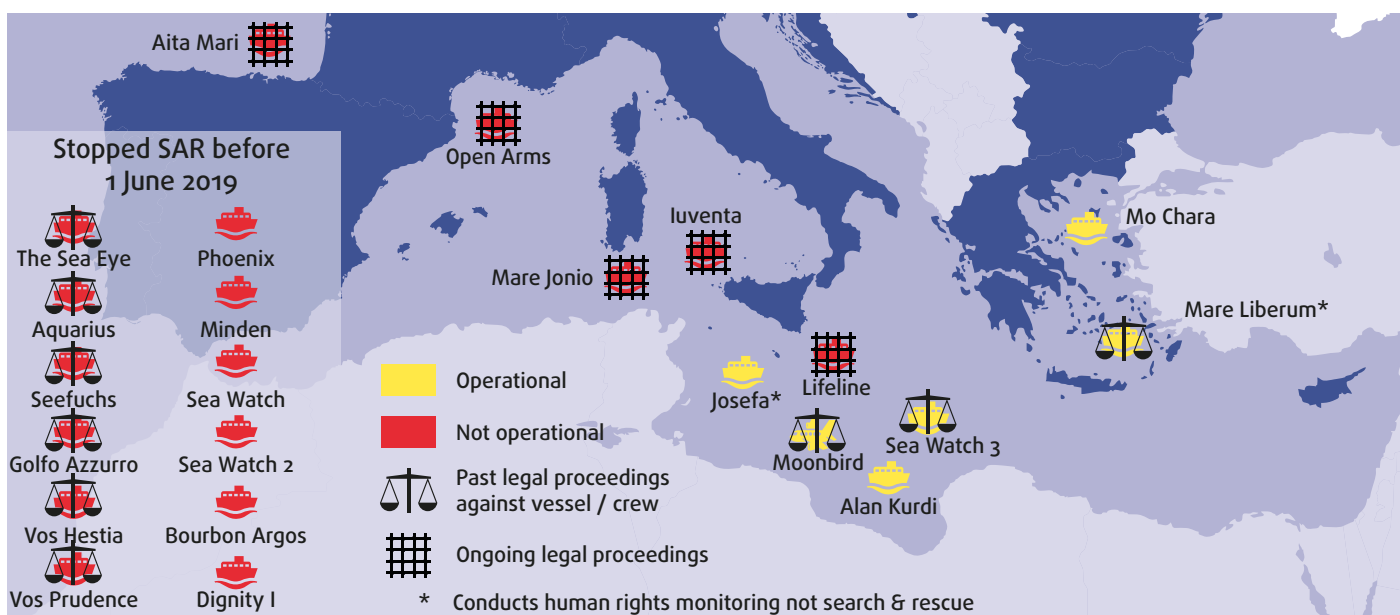 Aita Mari
Open Arms
Iuventa
Mare Jonio
Mo Chara
Mare Liberum*
Josefa*
Lifeline
Moonbird
Sea Watch 3
Alan Kurdi
Stopped SAR before
1 June 2019
The Sea Eye
Phoenix
Aquarius
Minden
Seefuchs
Sea Watch
Golfo Azzurro
Sea Watch 2
Vos Hestia
Bourbon Argos
Vos Prudence
Dignity I
Operational
Not operational
Past legal proceedings
against vessel / crew
Ongoing legal proceedings
* Conducts human rights monitoring not search & rescue